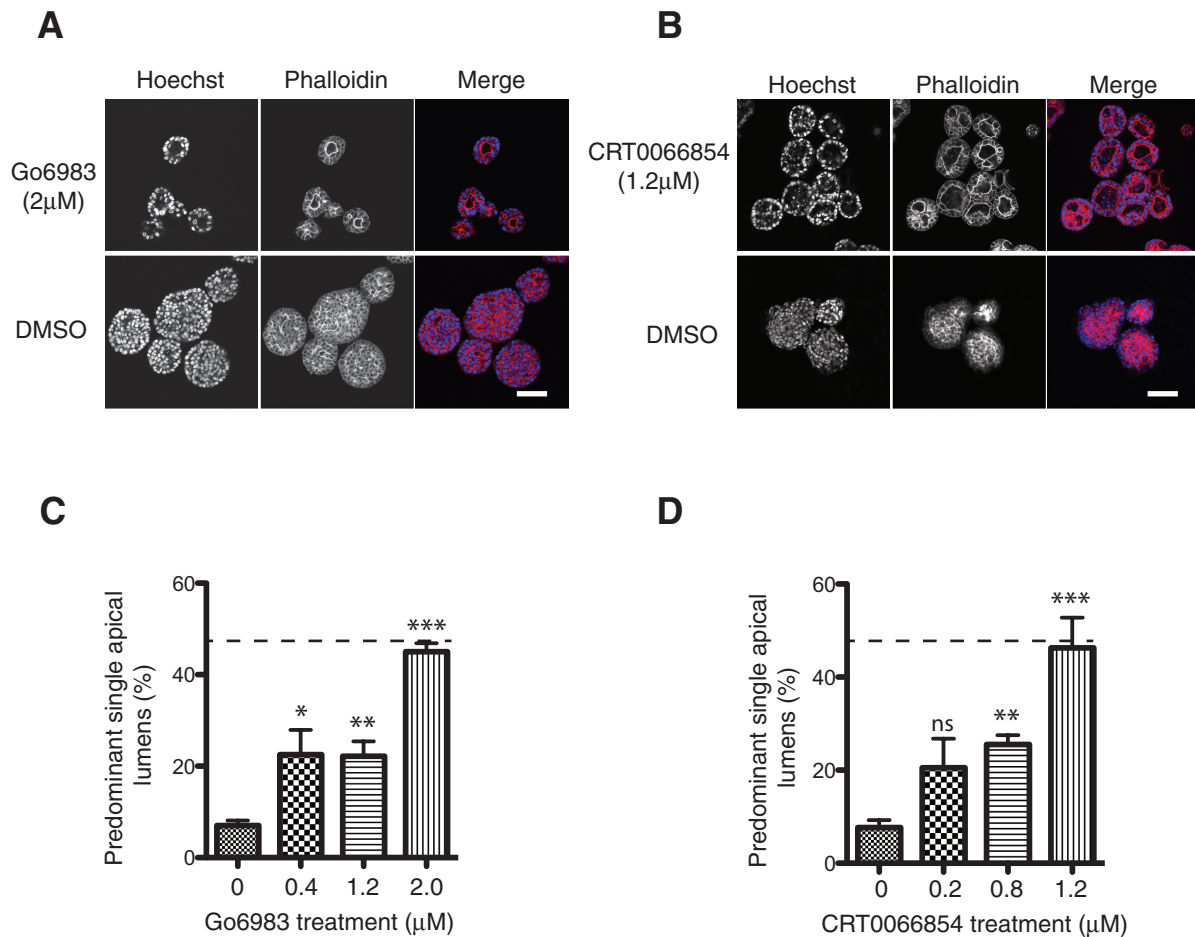 A
Hoechst Phalloidin Merge
Go6983
(2μM)
DMSO
B
Hoechst Phalloidin Merge
CRT0066854
(1.2μM)
DMSO
C
Predominant single apical
lumens (%)
60
40
20
0
*
**
***
0 0.4 1.2 2.0
Go6983 treatment (μM)
D
Predominant single apical
lumens (%)
60
40
20
0
ns
**
***
0 0.2 0.8 1.2
CRT0066854 treatment (μM)